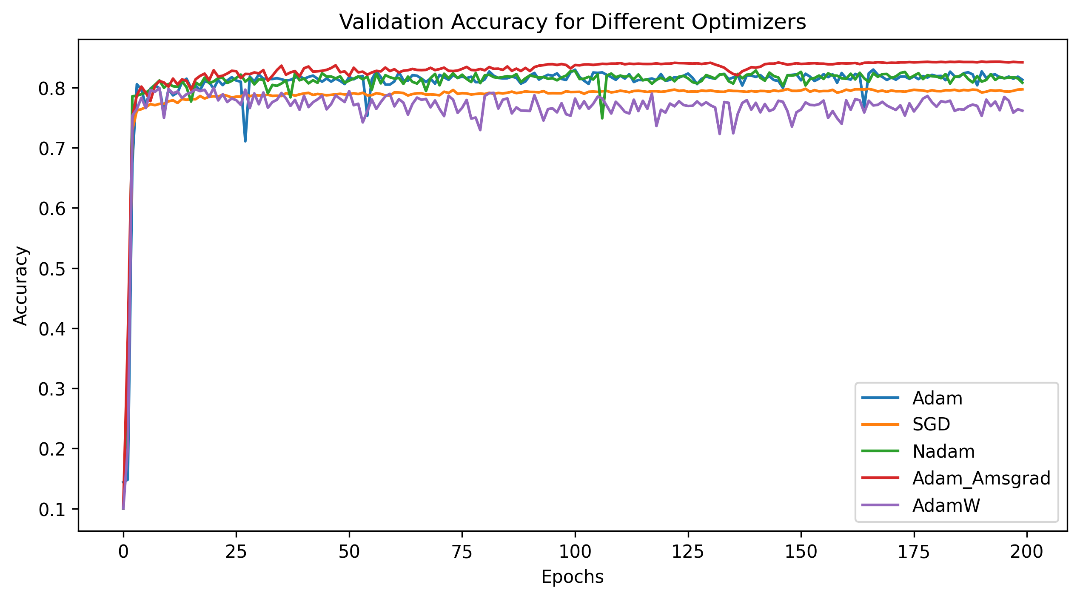 Validation Accuracy for Different Optimizers
Accuracy
0.8
0.7
0.6
0.5
0.4
0.3
0.2
0.1
Adam
SGD
Nadam
Adam_Amsgrad
AdamW
0 25 50 75 100 125 150 175 200
Epochs